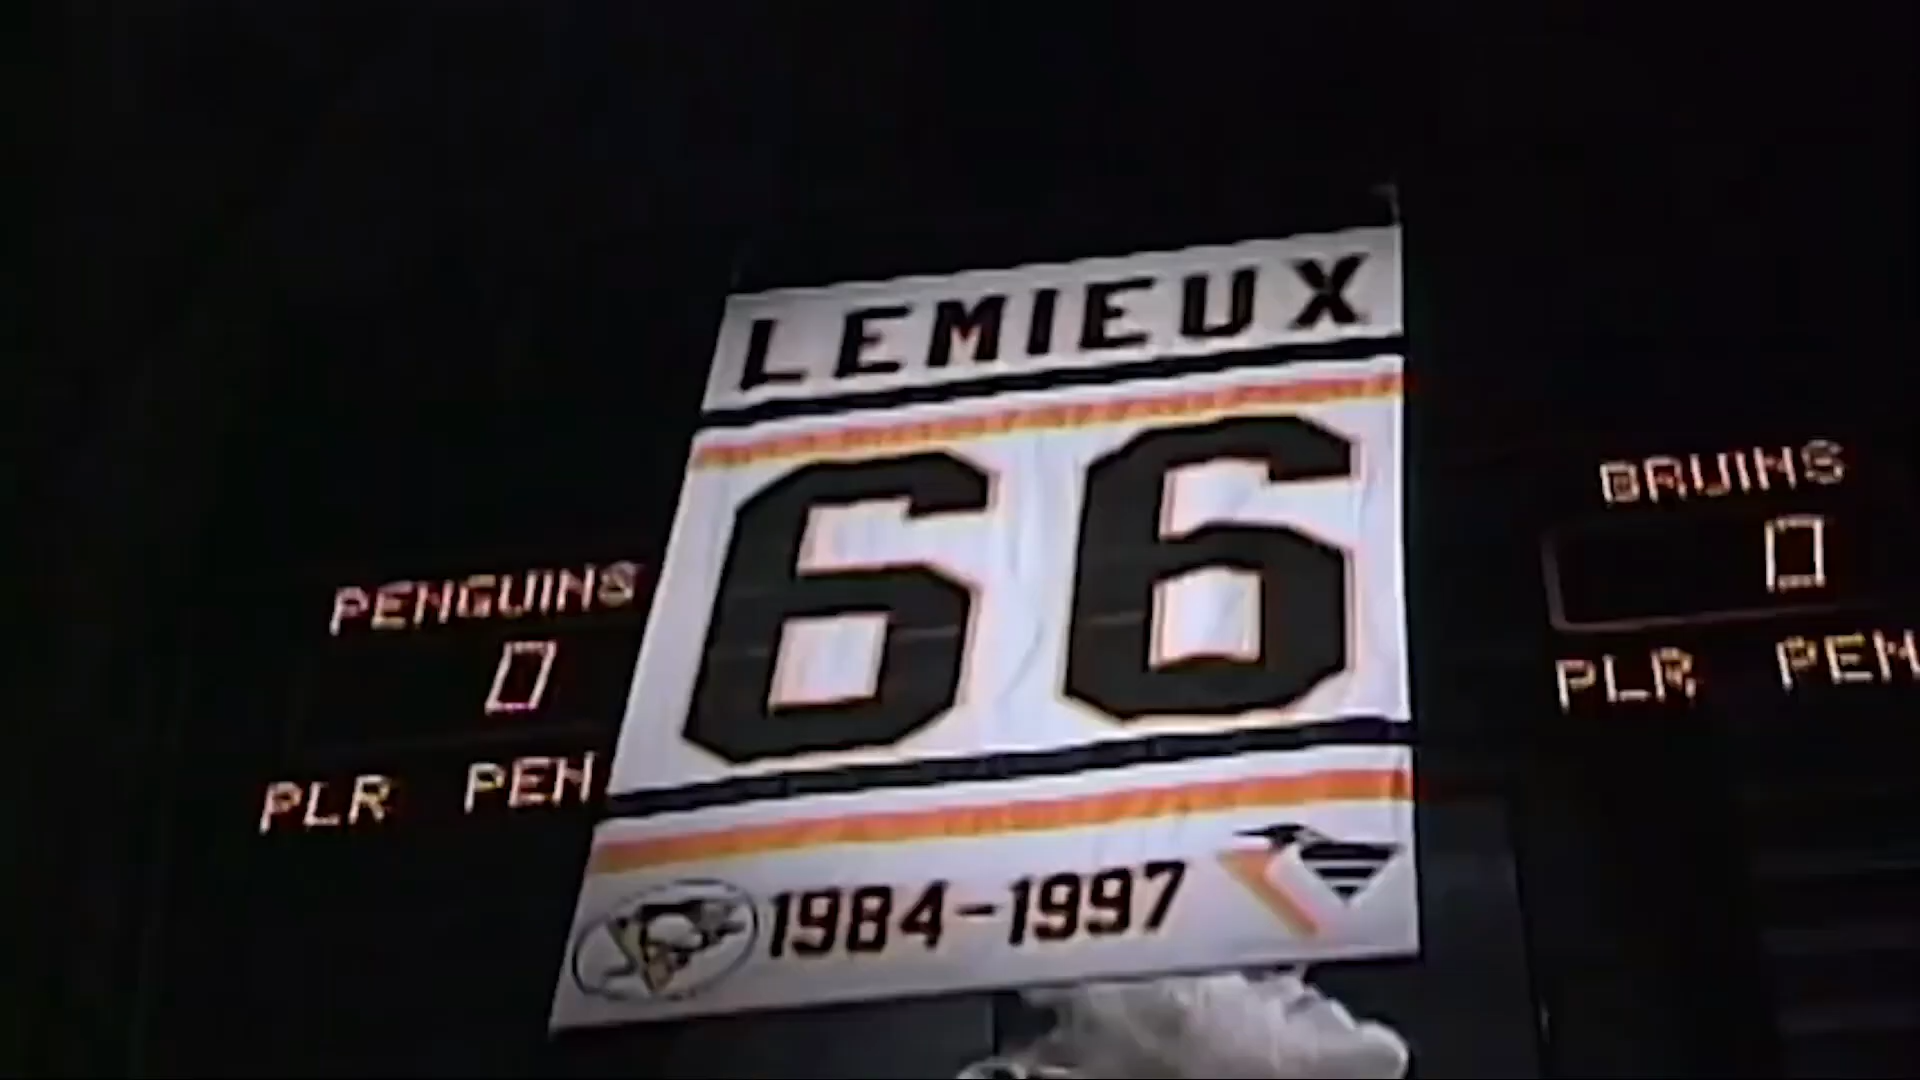 LEMIEUX
66
1984-1997
PENGUINS
0
PLR PEN
BRUINS
0
PLR PEN